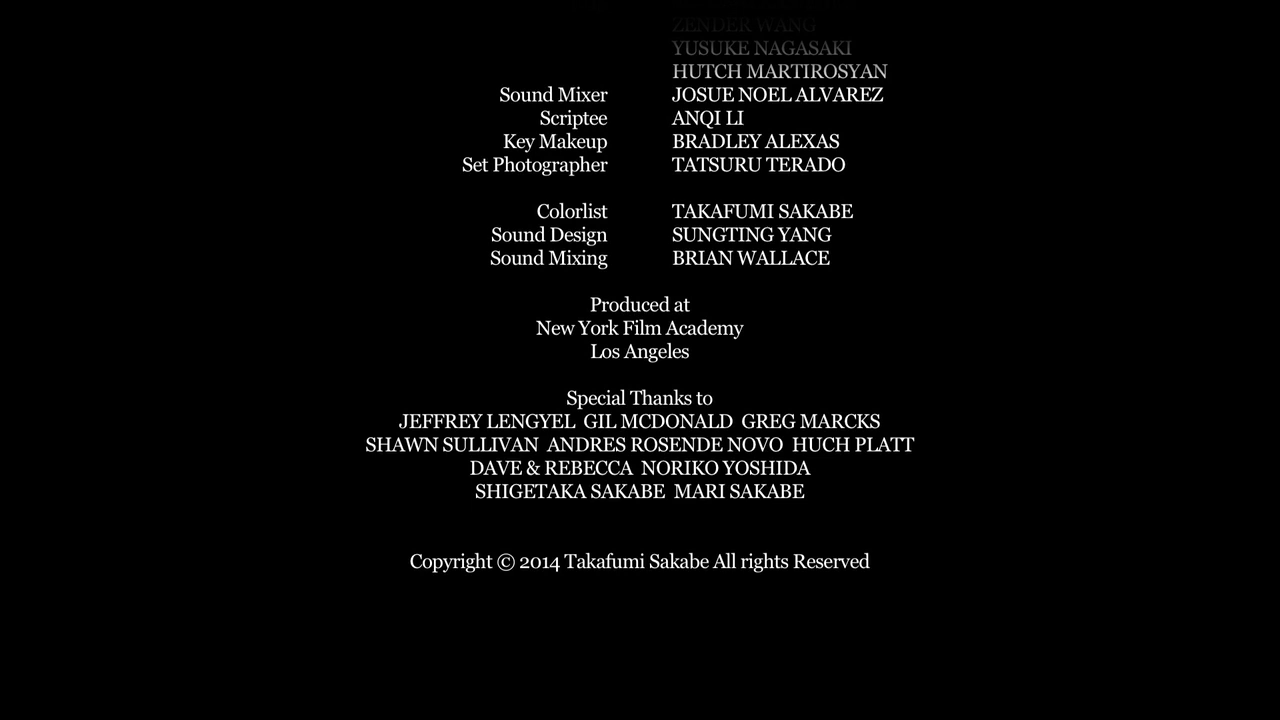 ZENDER WANG
YUSUKE NAGASAKI
HUTCH MARTIROSYAN
Sound Mixer JOSUE NOEL ALVAREZ
Scriptee ANQI LI
Key Makeup BRADLEY ALEXAS
Set Photographer TATSURU TERADO
Colorlist TAKAFUMI SAKABE
Sound Design SUNGTING YANG
Sound Mixing BRIAN WALLACE
Produced at
New York Film Academy
Los Angeles
Special Thanks to
JEFFREY LENGYEL GIL MCDONALD GREG MARCKS
SHAWN SULLIVAN ANDRES ROSENDE NOVO HUCH PLATT
DAVE & REBECCA NORIKO YOSHIDA
SHIGETAKA SAKABE MARI SAKABE
Copyright © 2014 Takafumi Sakabe All rights Reserved